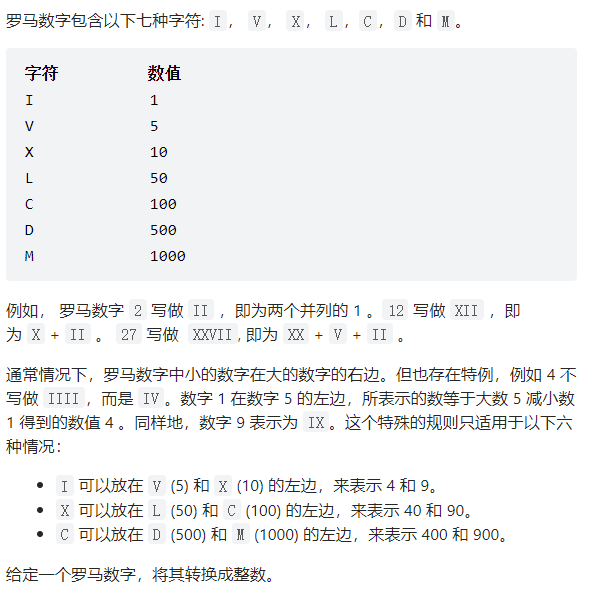 罗马数字包含以下七种字符: I， V， X， L，C，D 和 M。
字符 数值
I 1
V 5
X 10
L 50
C 100
D 500
M 1000
例如， 罗马数字 2 写做 II ，即为两个并列的 1 。12 写做 XII ，即
为 X + II 。 27 写做 XXVII, 即为 XX + V + II 。
通常情况下，罗马数字中小的数字在大的数字的右边。但也存在特例，例如 4 不
写做 IIII，而是 IV。数字 1 在数字 5 的左边，所表示的数等于大数 5 减小数
1 得到的数值 4 。同样地，数字 9 表示为 IX。这个特殊的规则只适用于以下六
种情况：
• I 可以放在 V (5) 和 X (10) 的左边，来表示 4 和 9。
• X 可以放在 L (50) 和 C (100) 的左边，来表示 40 和 90。
• C 可以放在 D (500) 和 M (1000) 的左边，来表示 400 和 900。
给定一个罗马数字，将其转换成整数。